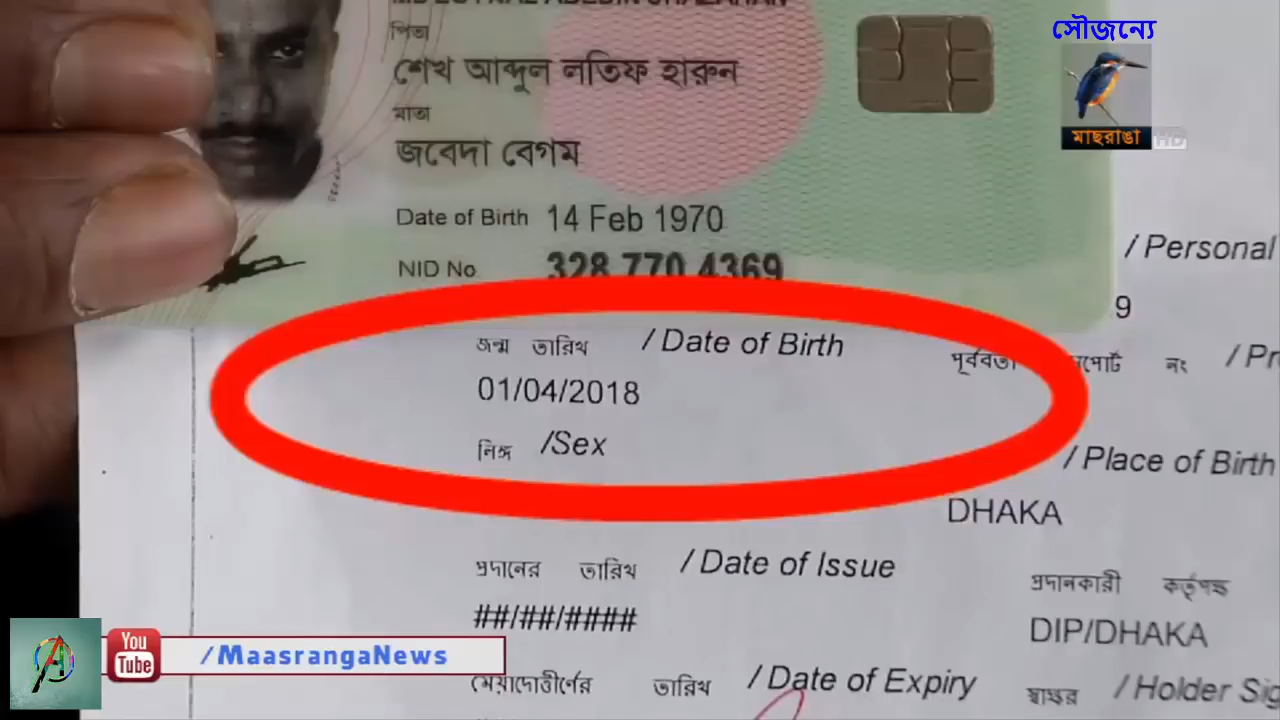 সৌজন্যে
মাছরাঙা HD
পিতা
শেখ আব্দুল লতিফ হারুন
মাতা
জবেদা বেগম
Date of Birth 14 Feb 1970
NID No. 328 770 4369
/ Personal
9
জন্ম তারিখ / Date of Birth
01/04/2018
লিঙ্গ /Sex
নং / Pr
/ Place of Birth
DHAKA
প্রদানের তারিখ / Date of Issue
##/##/####
প্রদানকারী কর্তৃপক্ষ
DIP/DHAKA
মেয়াদোত্তীর্ণের তারিখ / Date of Expiry
স্বাক্ষর / Holder Sig
You Tube /MaasrangaNews